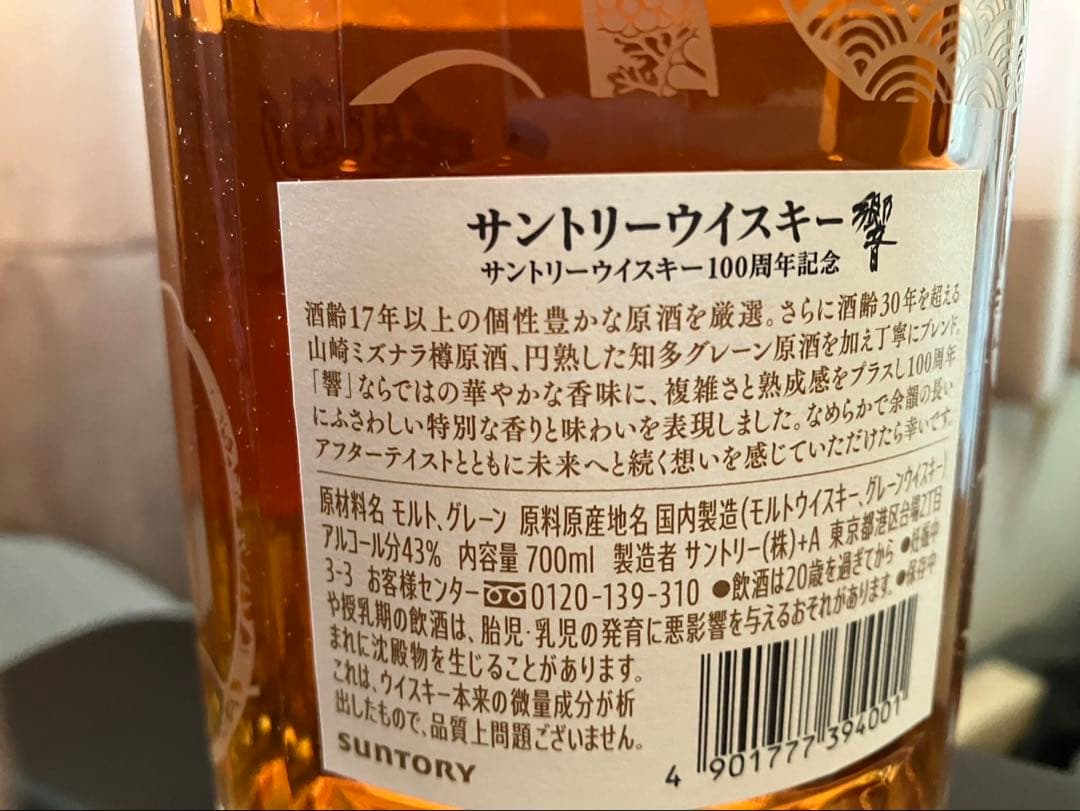 サントリーウイスキー響
サントリーウイスキー100周年記念
酒齢17年以上の個性豊かな原酒を厳選。さらに酒齢30年を超える
山崎ミズナラ樽原酒、円熟した知多グレーン原酒を加え丁寧にブレンド。
「響」ならではの華やかな香味に、複雑さと熟成感をプラスし100周年
にふさわしい特別な香りと味わいを表現しました。なめらかで余韻の長い
アフターテイストとともに未来へと続く想いを感じていただけたら幸いです。
原材料名 モルト、グレーン 原料原産地名 国内製造(モルトウイスキー、グレーンウイスキー)
アルコール分43% 内容量 700ml 製造者 サントリー(株)+A 東京都港区台場2丁目
3-3 お客様センター 0120-139-310 ●飲酒は20歳を過ぎてから ●妊娠中
や授乳期の飲酒は、胎児・乳児の発育に悪影響を与えるおそれがあります。 ●保存中
まれに沈殿物を生じることがあります。
これは、ウイスキー本来の微量成分が析
出したもので、品質上問題ございません。
SUNTORY
4 901777 394001